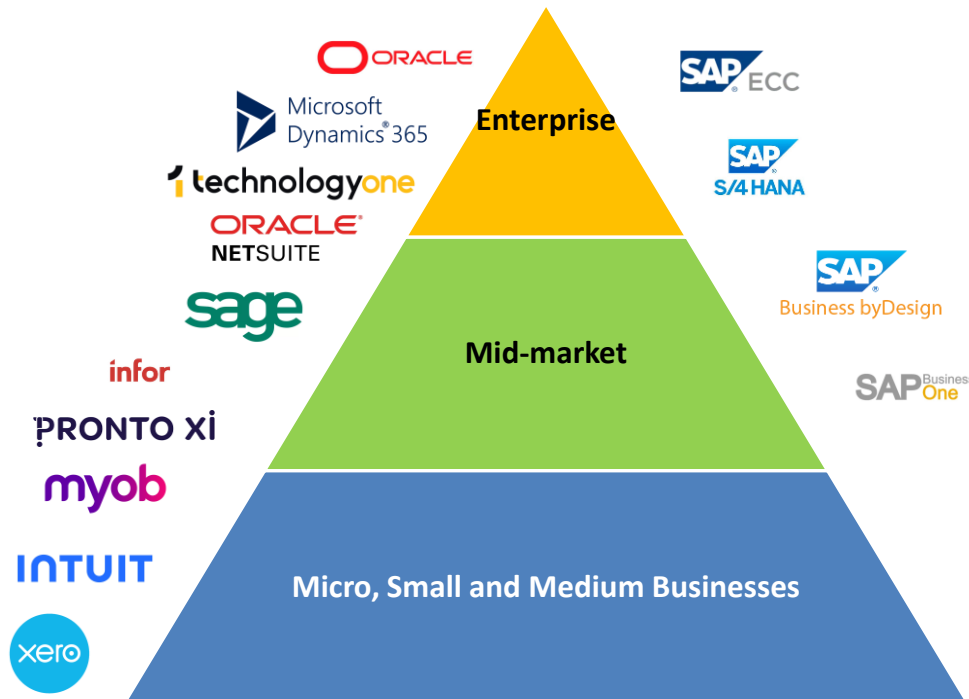 ORACLE
Microsoft
Dynamics® 365
technologyone
ORACLE®
NETSUITE
sage
infor
PRONTO Xi
myob
INTUIT
xero
Enterprise
Mid-market
Micro, Small and Medium Businesses
SAP® ECC
SAP®
S/4 HANA
SAP®
Business byDesign
SAP Busines
One